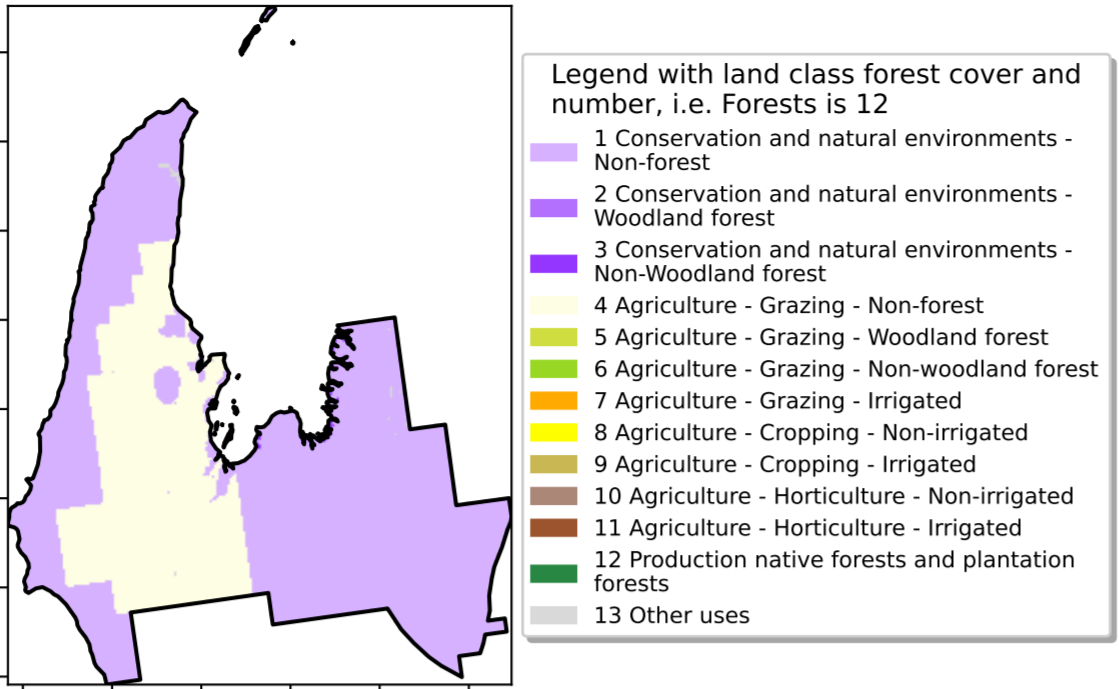 Legend with land class forest cover and
number, i.e. Forests is 12
1 Conservation and natural environments -
Non-forest
2 Conservation and natural environments -
Woodland forest
3 Conservation and natural environments -
Non-Woodland forest
4 Agriculture - Grazing - Non-forest
5 Agriculture - Grazing - Woodland forest
6 Agriculture - Grazing - Non-woodland forest
7 Agriculture - Grazing - Irrigated
8 Agriculture - Cropping - Non-irrigated
9 Agriculture - Cropping - Irrigated
10 Agriculture - Horticulture - Non-irrigated
11 Agriculture - Horticulture - Irrigated
12 Production native forests and plantation
forests
13 Other uses